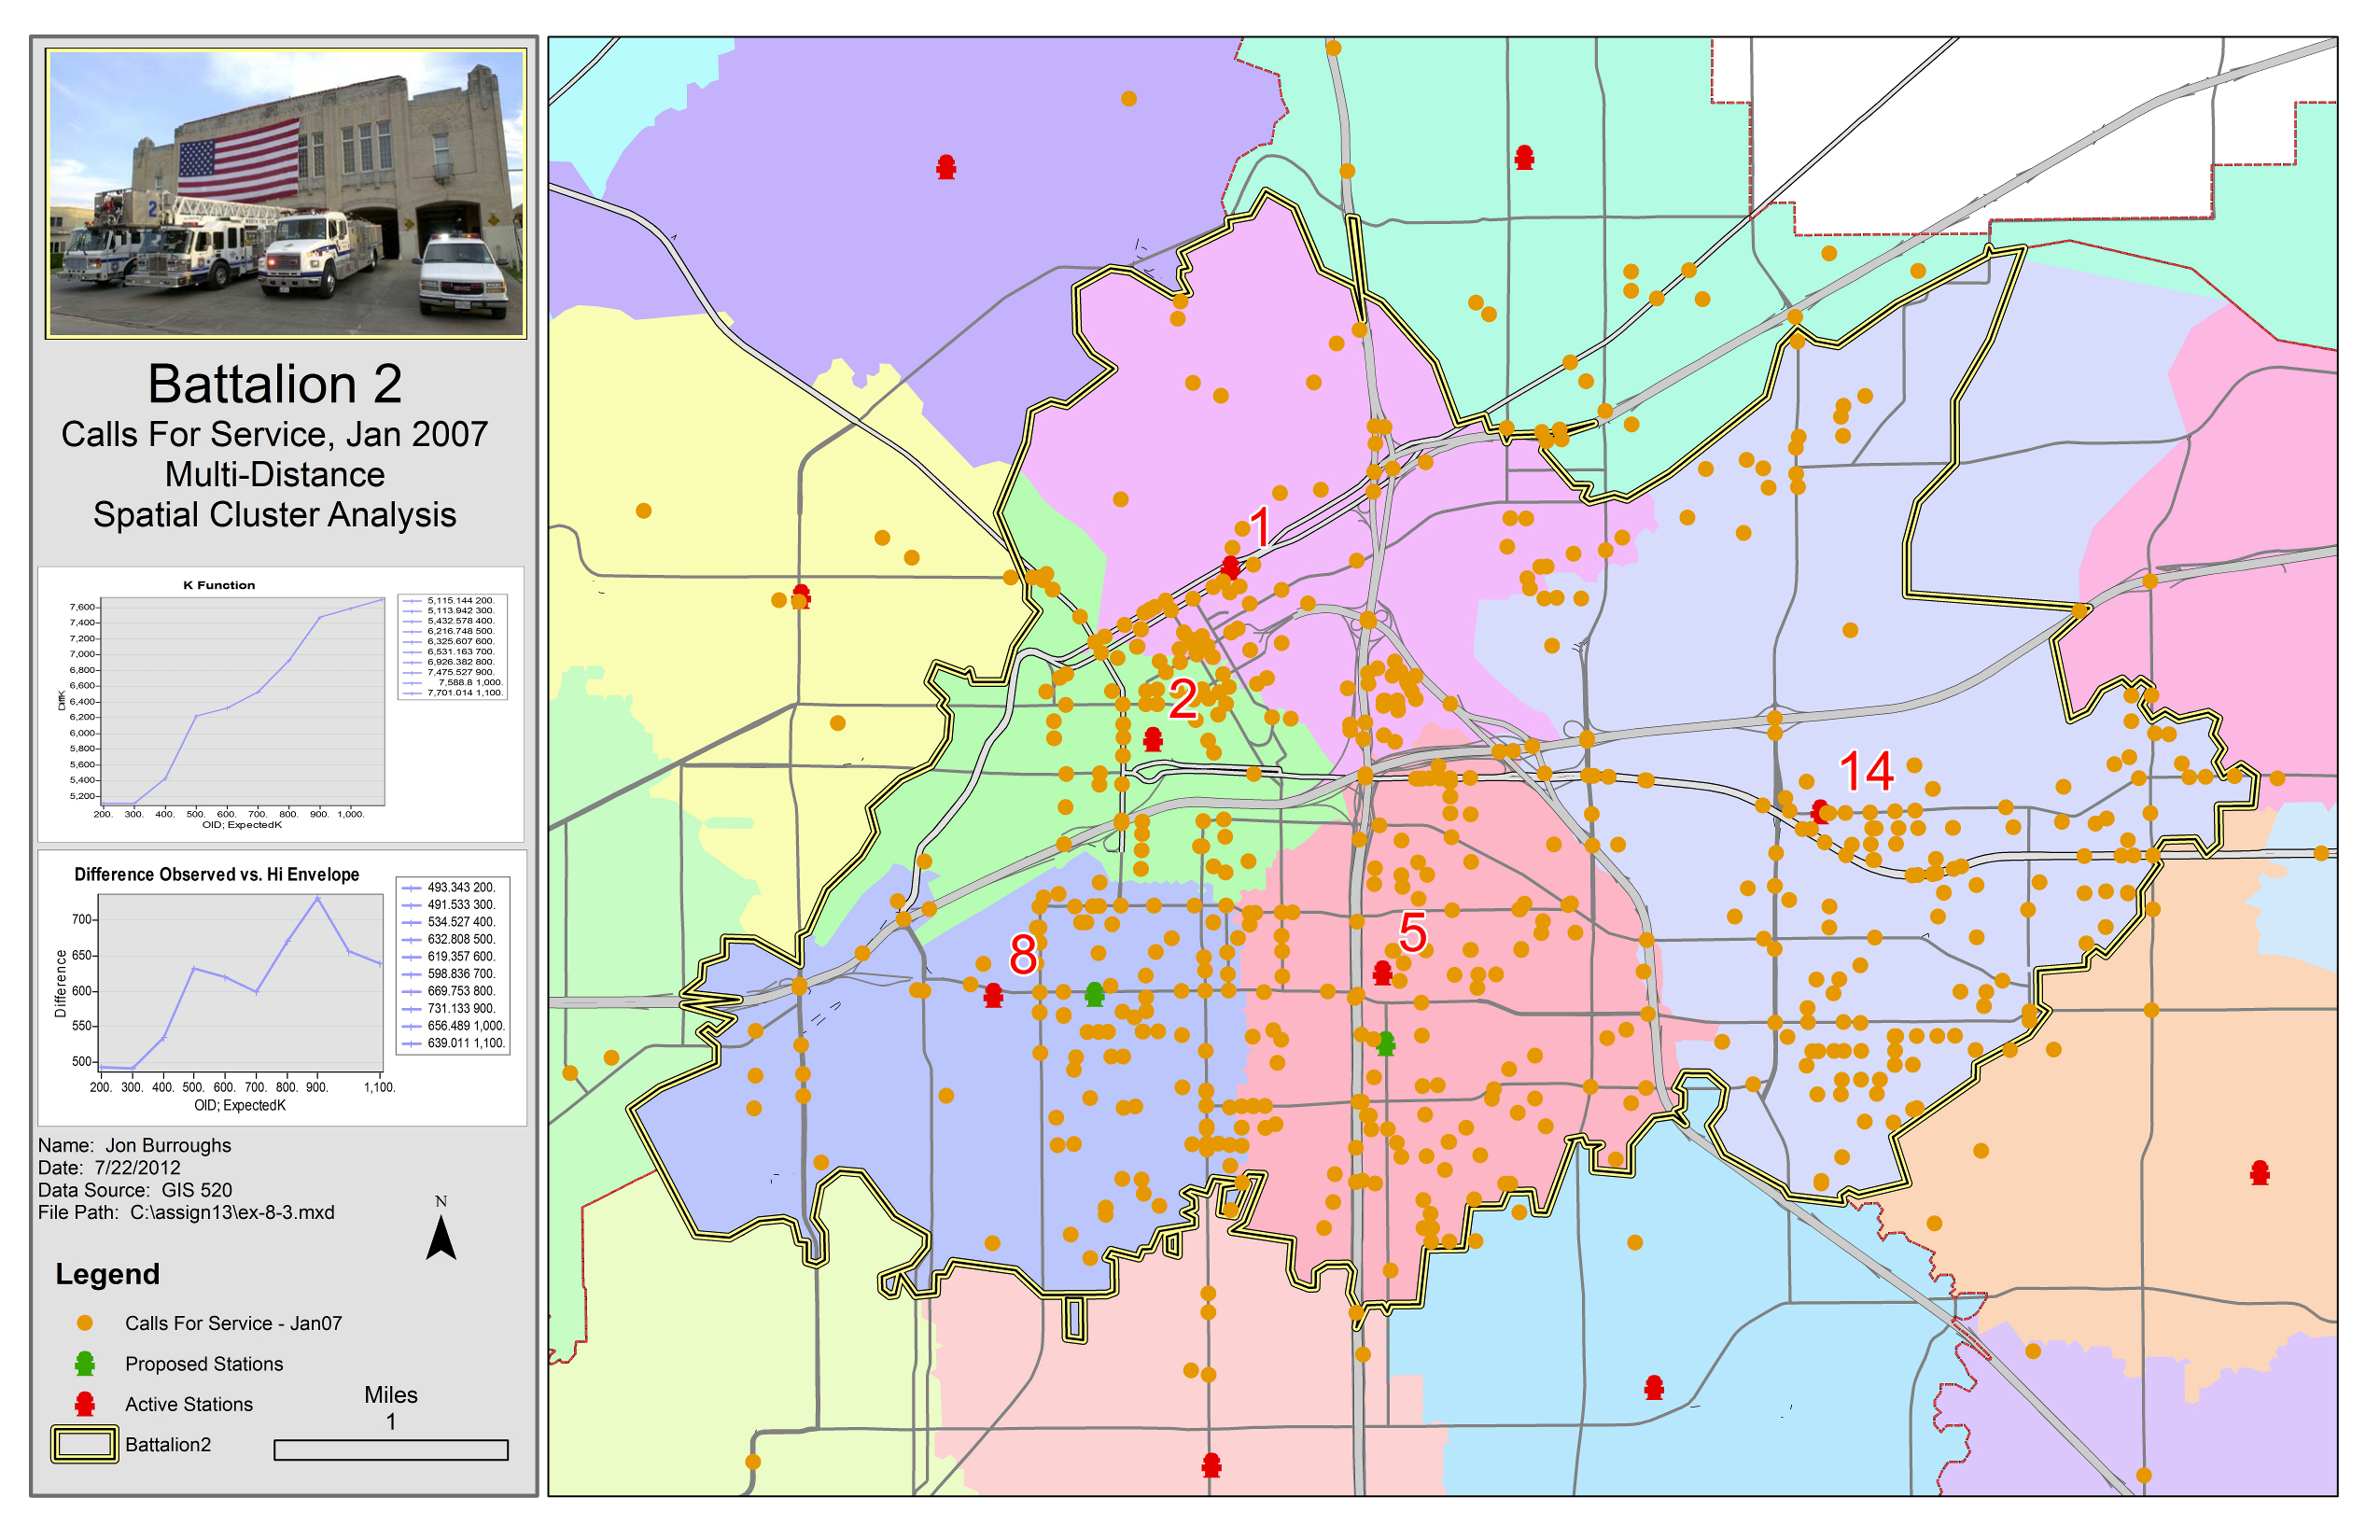 2
Battalion 2
Calls For Service, Jan 2007
Multi-Distance
Spatial Cluster Analysis
K Function
7,600
7,400
7,200
7,000
6,800
6,600
6,400
6,200
6,000
5,800
5,600
5,400
5,200
DiffK
200. 300. 400. 500. 600. 700. 800. 900. 1,000.
OID; ExpectedK
5,115.144 200.
5,113.942 300.
5,432.578 400.
6,216.748 500.
6,325.607 600.
6,531.163 700.
6,926.382 800.
7,475.527 900.
7,588.8 1,000.
7,701.014 1,100.
Difference Observed vs. Hi Envelope
700
650
600
550
500
Difference
200. 300. 400. 500. 600. 700. 800. 900. 1,100.
OID; ExpectedK
493.343 200.
491.533 300.
534.527 400.
632.808 500.
619.357 600.
598.836 700.
669.753 800.
731.133 900.
656.489 1,000.
639.011 1,100.
Name: Jon Burroughs
Date: 7/22/2012
Data Source: GIS 520
File Path: C:\assign13\ex-8-3.mxd
N
Legend
Calls For Service - Jan07
Proposed Stations
Active Stations
Battalion2
Miles
1
1
2
14
5
8